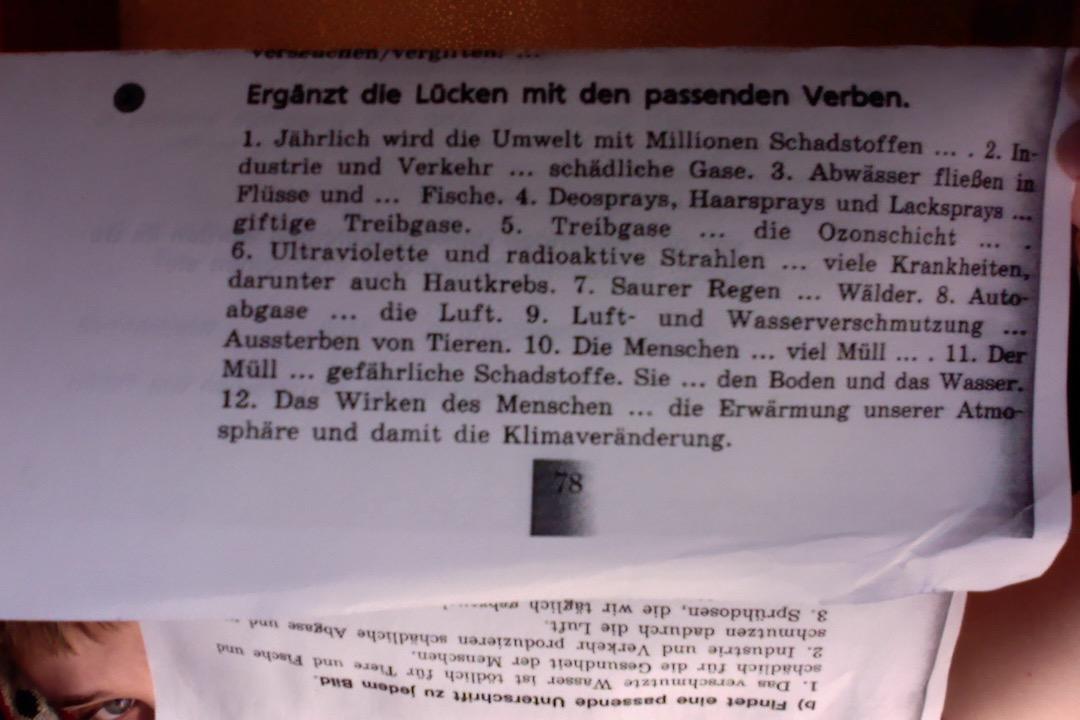 verseuchen/vergiften. ...
Ergänzt die Lücken mit den passenden Verben.
1. Jährlich wird die Umwelt mit Millionen Schadstoffen ... . 2. In-
dustrie und Verkehr ... schädliche Gase. 3. Abwässer fließen in
Flüsse und ... Fische. 4. Deosprays, Haarsprays und Lacksprays ...
giftige Treibgase. 5. Treibgase ... die Ozonschicht ... .
6. Ultraviolette und radioaktive Strahlen ... viele Krankheiten,
darunter auch Hautkrebs. 7. Saurer Regen ... Wälder. 8. Auto-
abgase ... die Luft. 9. Luft- und Wasserverschmutzung ...
Aussterben von Tieren. 10. Die Menschen ... viel Müll ... . 11. Der
Müll ... gefährliche Schadstoffe. Sie ... den Boden und das Wasser.
12. Das Wirken des Menschen ... die Erwärmung unserer Atmo-
sphäre und damit die Klimaveränderung.
78
b) Findet eine passende Unterschrift zu jedem Bild.
1. Das verschmutzte Wasser ist tödlich für Tiere und Fische und
schädlich für die Gesundheit der Menschen.
2. Industrie und Verkehr produzieren schädliche Abgase und
schmutzen dadurch die Luft.
3. Sprühdosen, die wir täglich